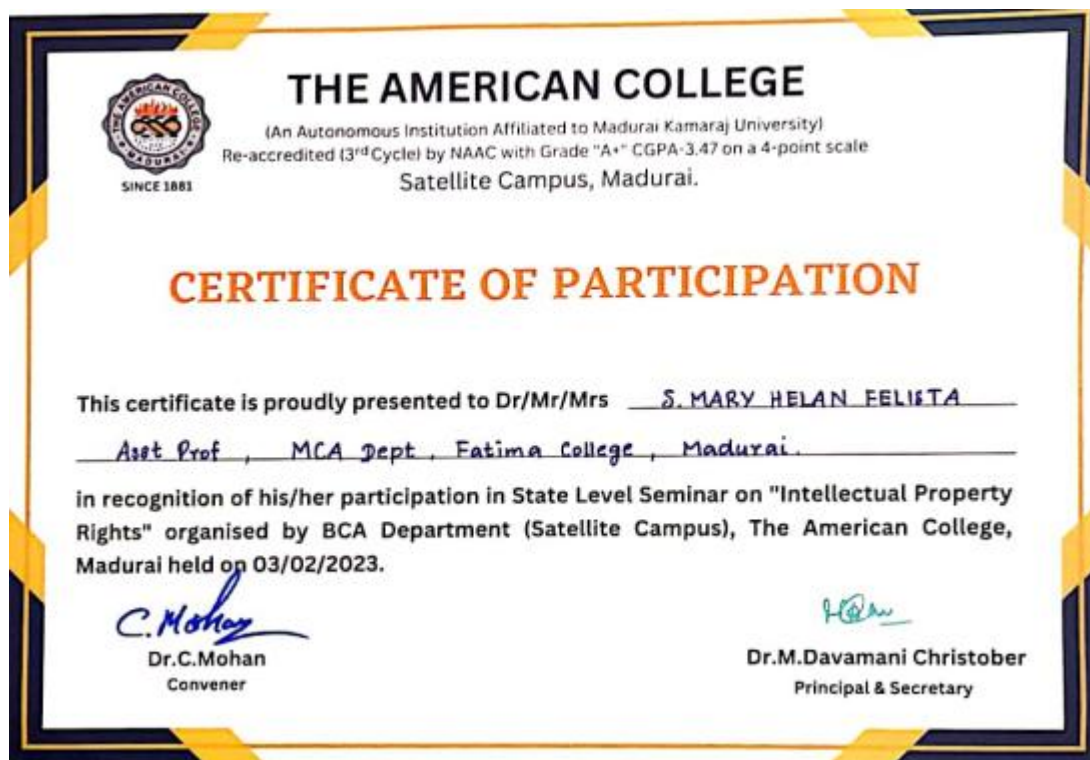 THE AMERICAN COLLEGE
MADURAI
SINCE 1881
THE AMERICAN COLLEGE
(An Autonomous Institution Affiliated to Madurai Kamaraj University)
Re-accredited (3rd Cycle) by NAAC with Grade "A+" CGPA-3.47 on a 4-point scale
Satellite Campus, Madurai.
CERTIFICATE OF PARTICIPATION
This certificate is proudly presented to Dr/Mr/Mrs S. MARY HELAN FELISTA
Asst Prof , MCA Dept , Fatima College , Madurai.
in recognition of his/her participation in State Level Seminar on "Intellectual Property
Rights" organised by BCA Department (Satellite Campus), The American College,
Madurai held on 03/02/2023.
C. Mohan
Dr.C.Mohan
Convener
Dr.M.Davamani Christober
Principal & Secretary